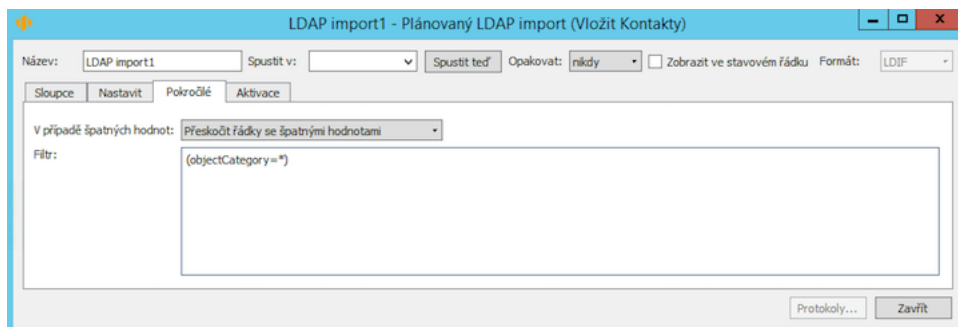 LDAP import1 - Plánovaný LDAP import (Vložit Kontakty)
Název: LDAP import1 Spustit v: Spustit teď Opakovat: nikdy Zobrazit ve stavovém řádku Formát: LDIF
Sloupce Nastavit Pokročilé Aktivace
V případě špatných hodnot: Přeskočit řádky se špatnými hodnotami
Filtr: (objectCategory=*)
Protokoly... Zavřít